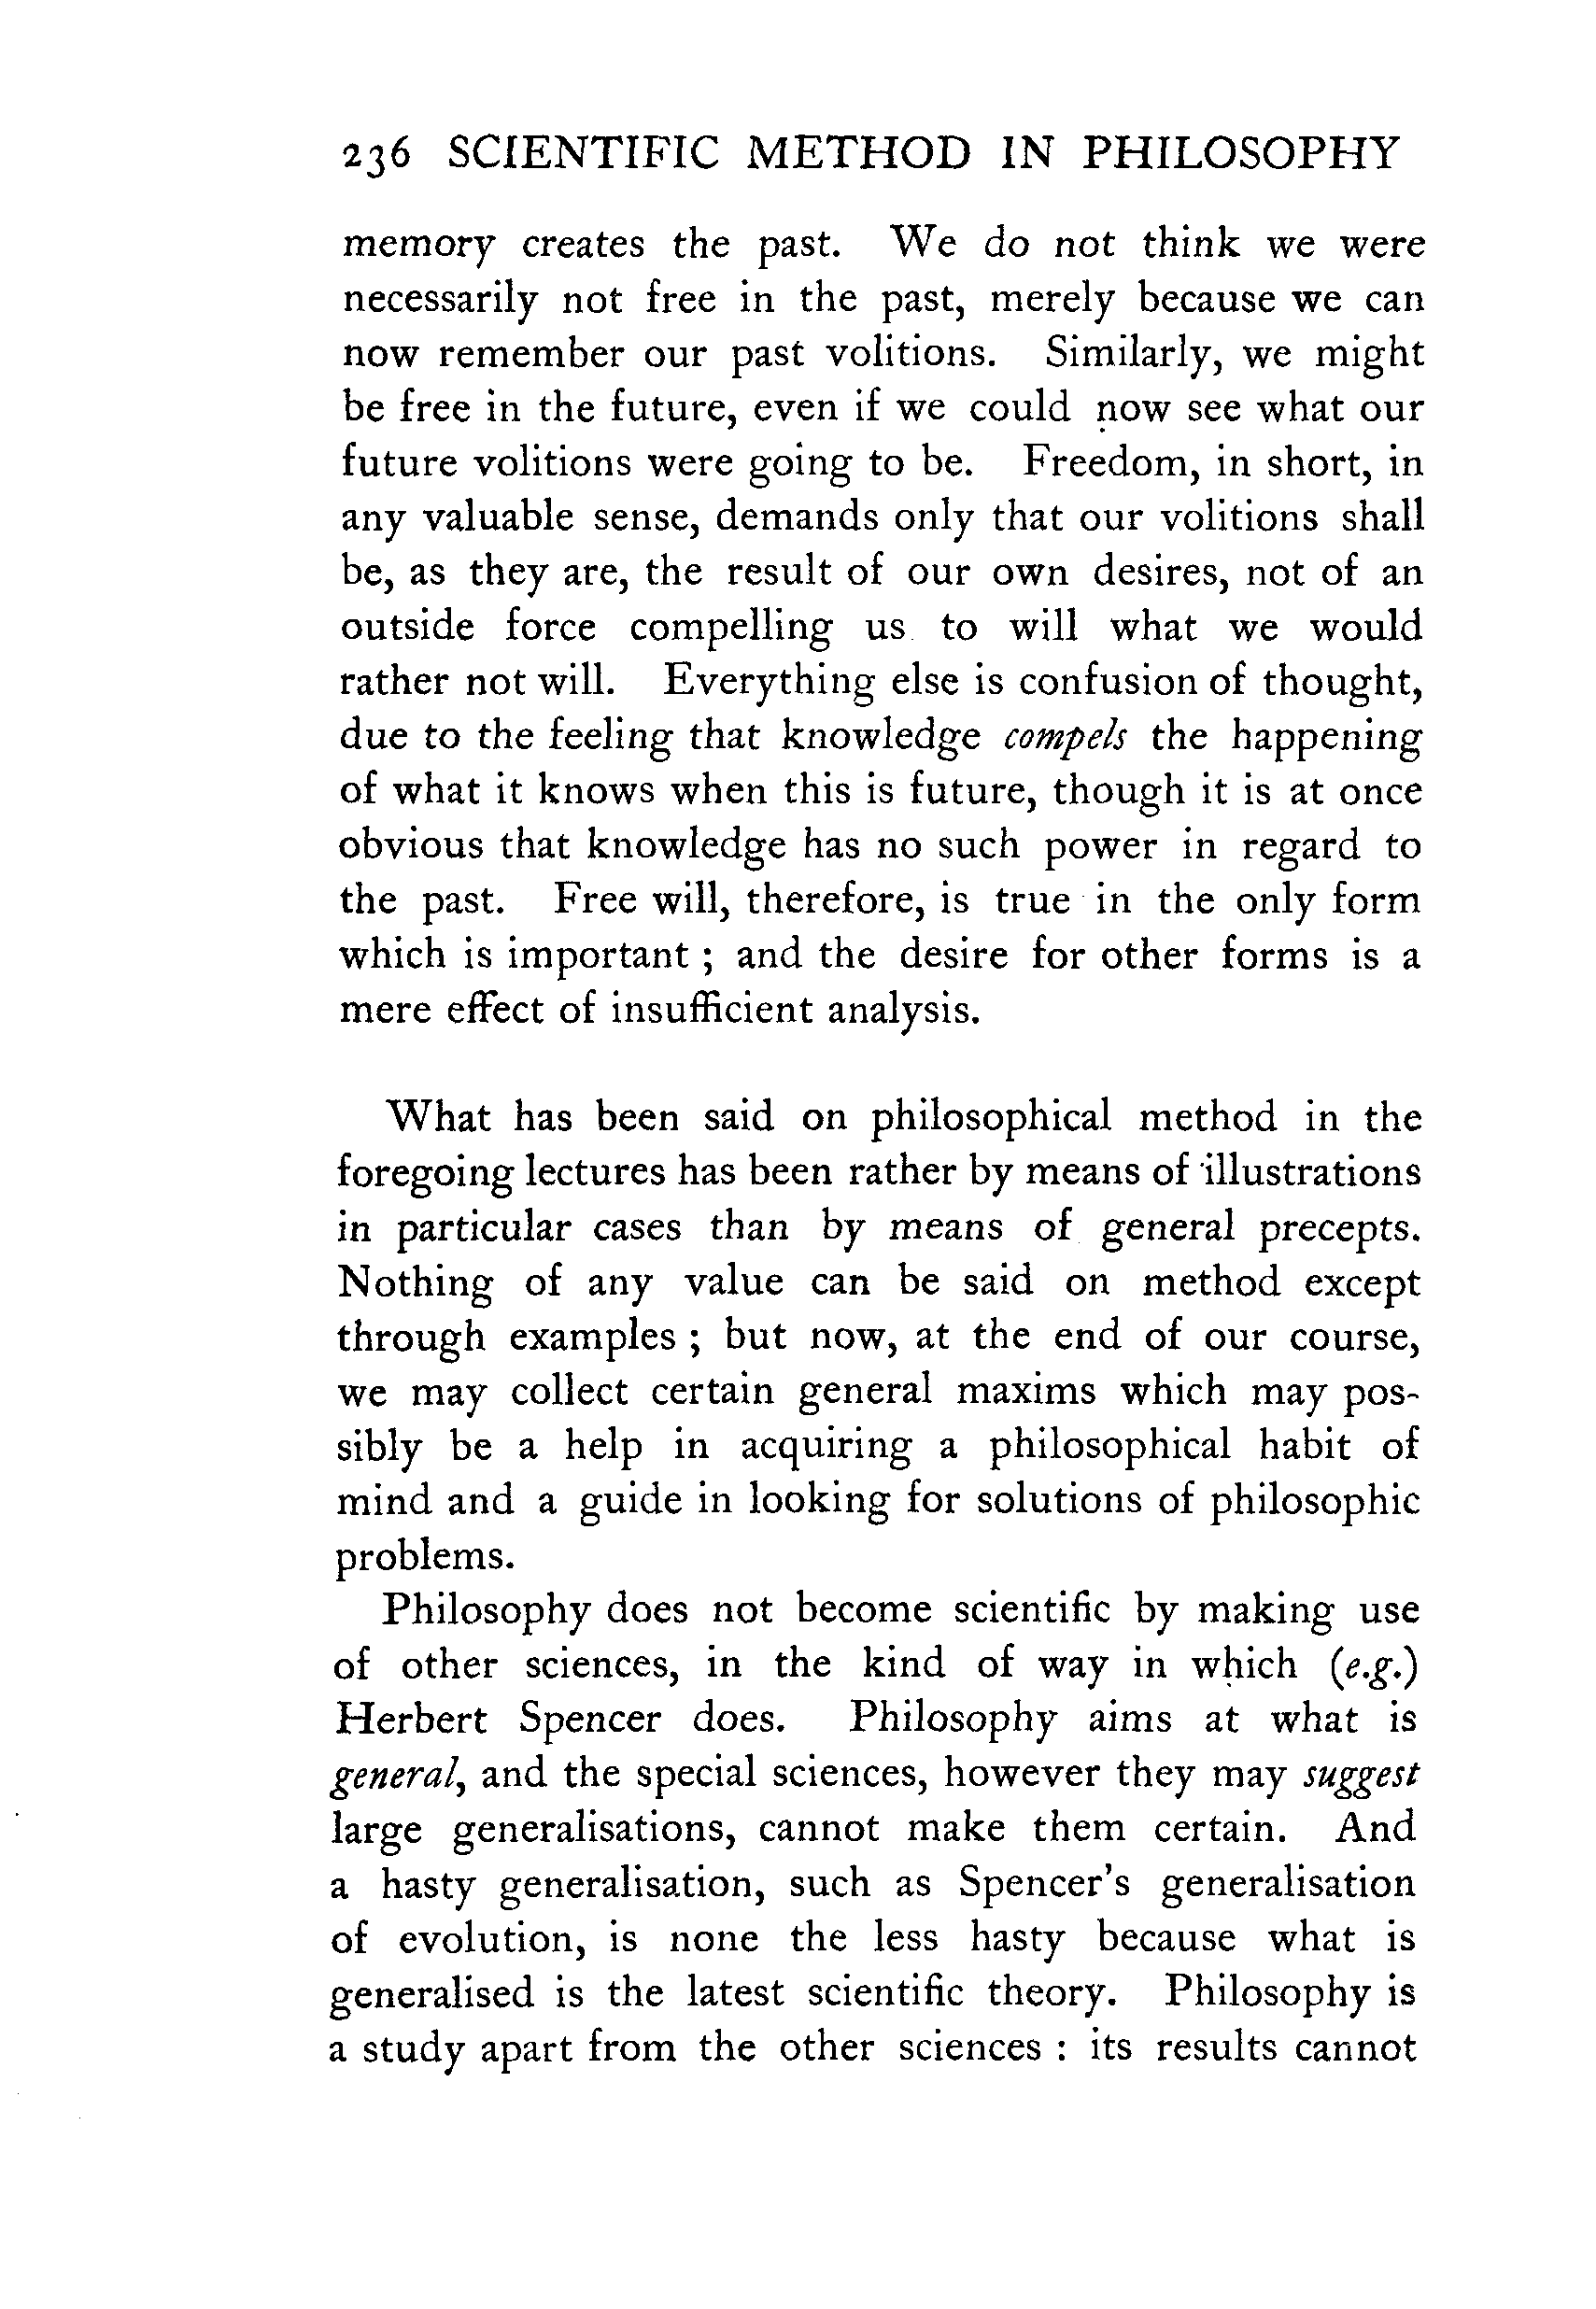 236 SCIENTIFIC METHOD IN PHILOSOPHY
memory creates the past. We do not think we were
necessarily not free in the past, merely because we can
now remember our past volitions. Similarly, we might
be free in the future, even if we could now see what our
future volitions were going to be. Freedom, in short, in
any valuable sense, demands only that our volitions shall
be, as they are, the result of our own desires, not of an
outside force compelling us to will what we would
rather not will. Everything else is confusion of thought,
due to the feeling that knowledge compels the happening
of what it knows when this is future, though it is at once
obvious that knowledge has no such power in regard to
the past. Free will, therefore, is true in the only form
which is important ; and the desire for other forms is a
mere effect of insufficient analysis.
What has been said on philosophical method in the
foregoing lectures has been rather by means of illustrations
in particular cases than by means of general precepts.
Nothing of any value can be said on method except
through examples ; but now, at the end of our course,
we may collect certain general maxims which may pos-
sibly be a help in acquiring a philosophical habit of
mind and a guide in looking for solutions of philosophic
problems.
Philosophy does not become scientific by making use
of other sciences, in the kind of way in which (e.g.)
Herbert Spencer does. Philosophy aims at what is
general, and the special sciences, however they may suggest
large generalisations, cannot make them certain. And
a hasty generalisation, such as Spencer's generalisation
of evolution, is none the less hasty because what is
generalised is the latest scientific theory. Philosophy is
a study apart from the other sciences : its results cannot